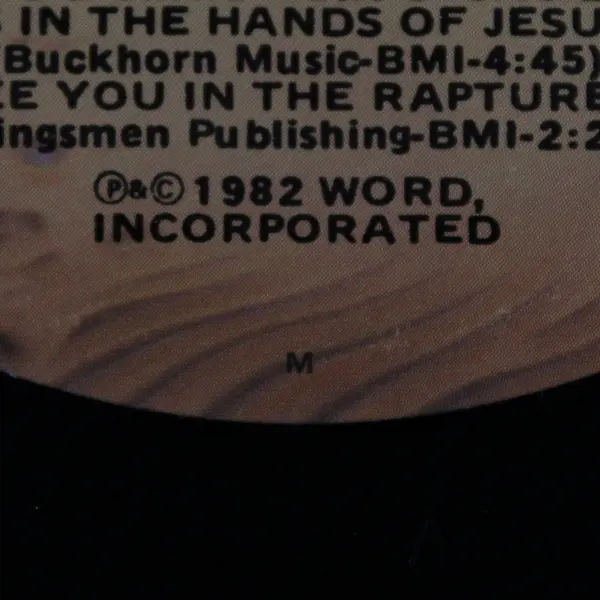 IN THE HANDS OF JESU
(Buckhorn Music-BMI-4:45)
EE YOU IN THE RAPTURE
ingsmen Publishing-BMI-2:2
Ⓟ&© 1982 WORD,
INCORPORATED
M